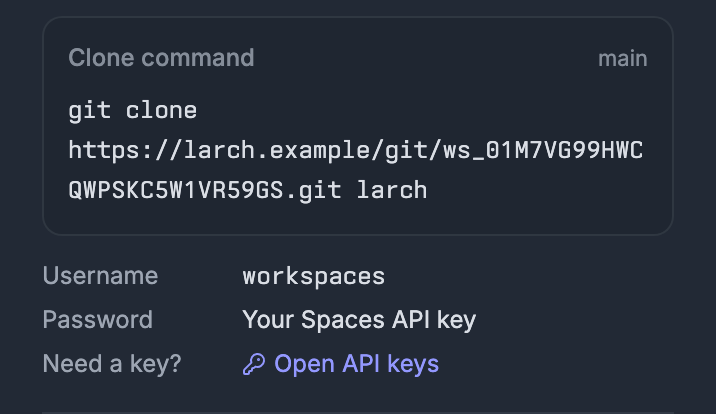 Clone command
main
git clone
https://larch.example/git/ws_01M7VG99HWC
QWPSKC5W1VR59GS.git larch
Username workspaces
Password Your Spaces API key
Need a key? Open API keys